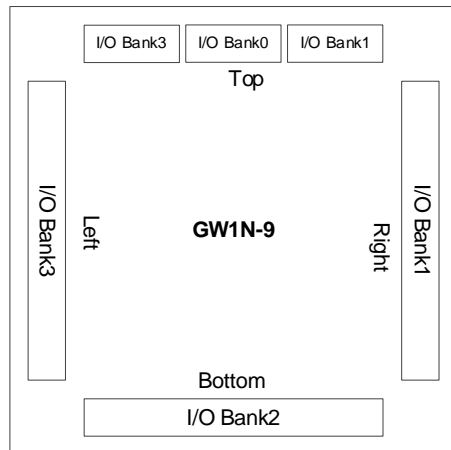 I/O Bank3
I/O Bank0
I/O Bank1
Top
I/O Bank3
Left
GW1N-9
Right
I/O Bank1
Bottom
I/O Bank2